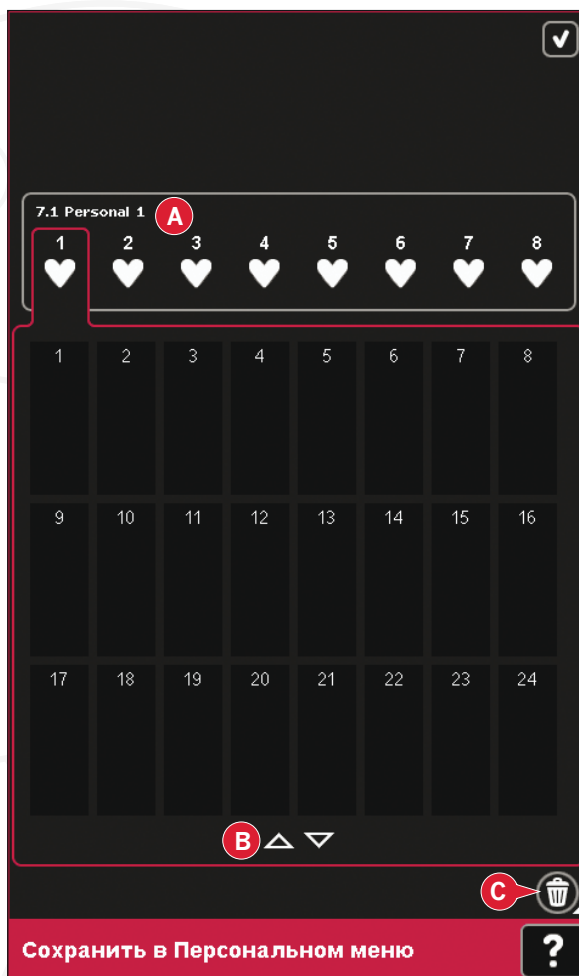 7.1 Personal 1 A
1 2 3 4 5 6 7 8
1 2 3 4 5 6 7 8
9 10 11 12 13 14 15 16
17 18 19 20 21 22 23 24
B
C
Сохранить в Персональном меню ?